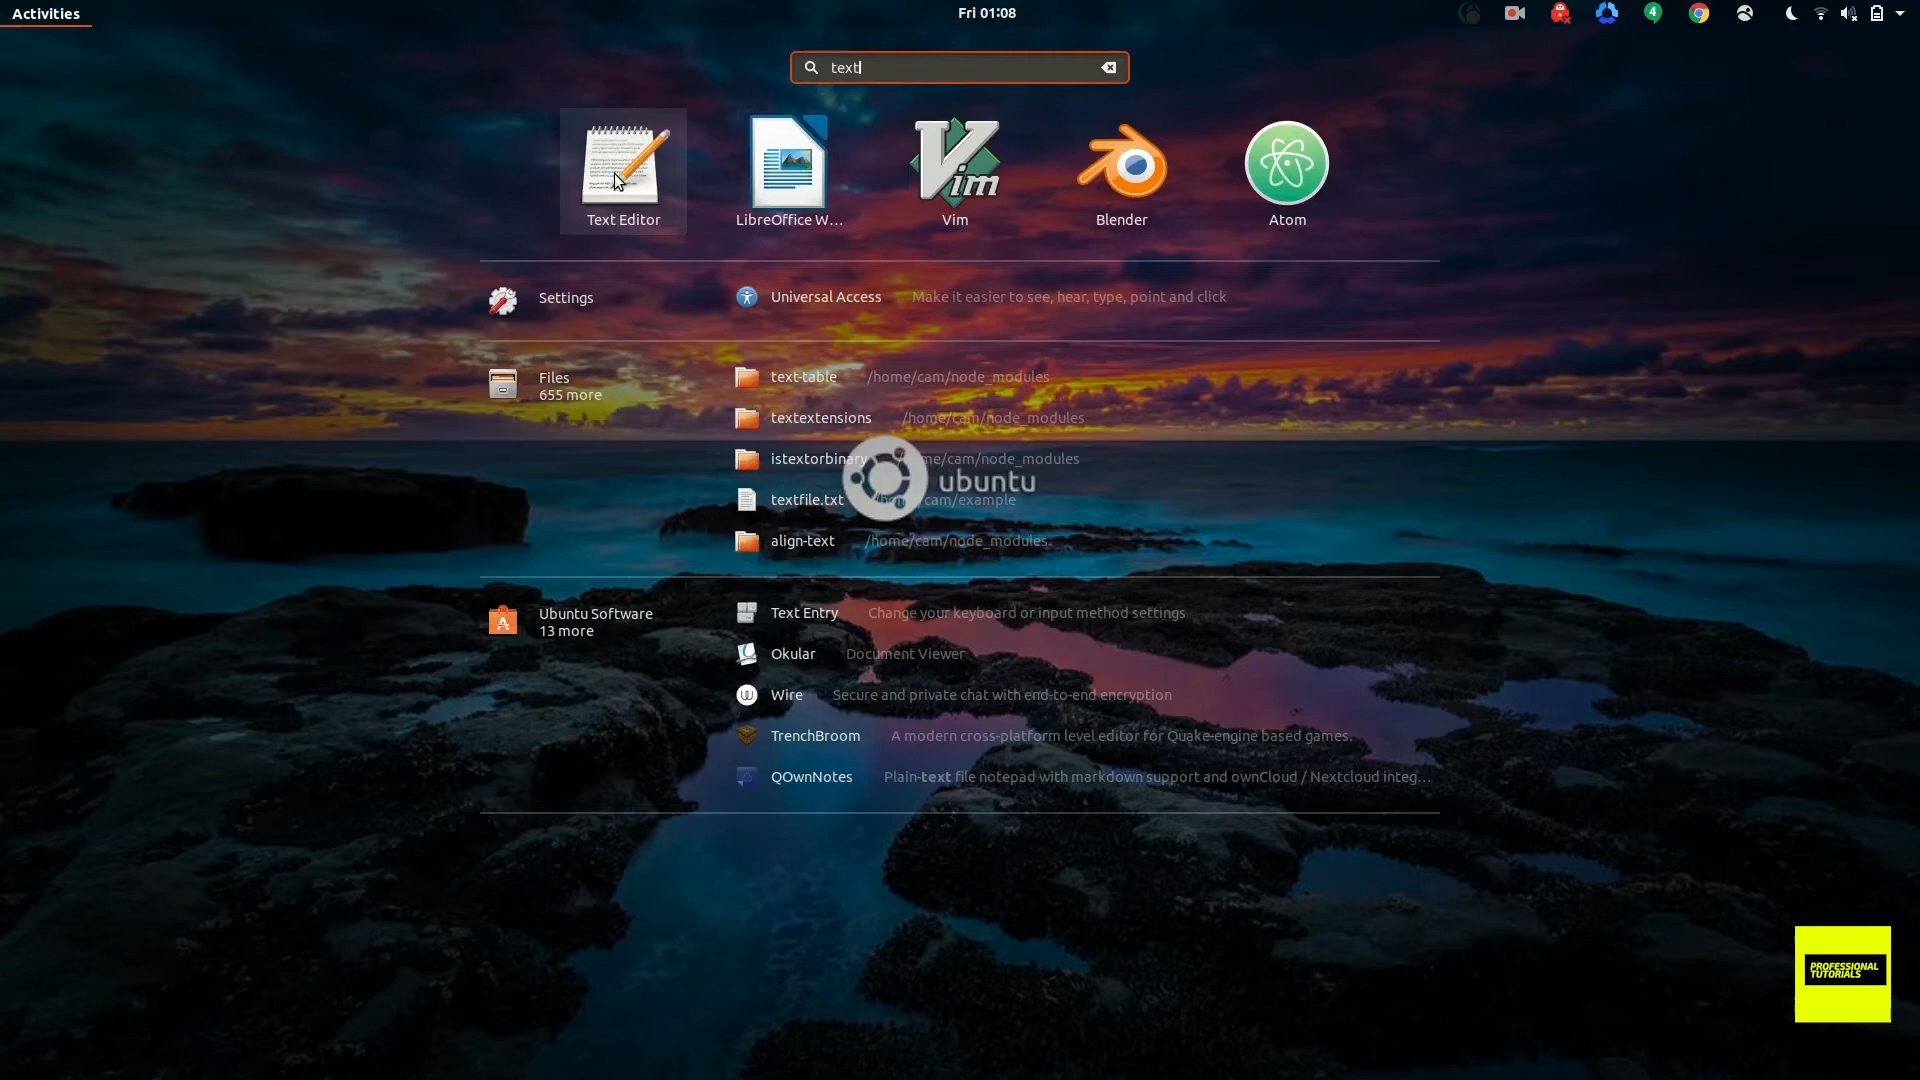 Activities
Fri 01:08
4
text
Text Editor
LibreOffice W...
Vim
Vim
Blender
Atom
Settings
Universal Access Make it easier to see, hear, type, point and click
Files
655 more
text-table /home/cam/node_modules
textextensions /home/cam/node_modules
istextorbinary /home/cam/node_modules
textfile.txt /home/cam/example
align-text /home/cam/node_modules
ubuntu
Ubuntu Software
13 more
Text Entry Change your keyboard or input method settings
Okular Document Viewer
Wire Secure and private chat with end-to-end encryption
TrenchBroom A modern cross-platform level editor for Quake-engine based games.
QOwnNotes Plain-text file notepad with markdown support and ownCloud / Nextcloud integ...
PROFESSIONAL
TUTORIALS